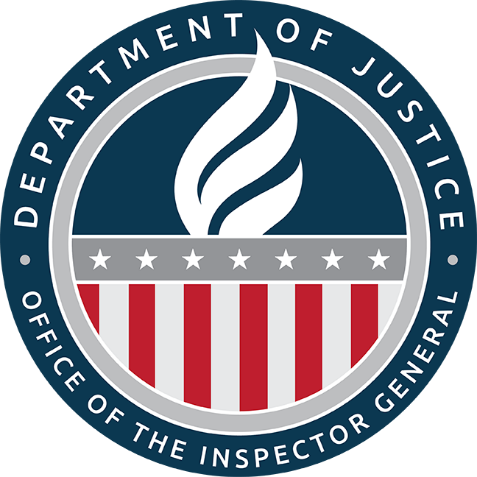 DEPARTMENT OF JUSTICE
OFFICE OF THE INSPECTOR GENERAL